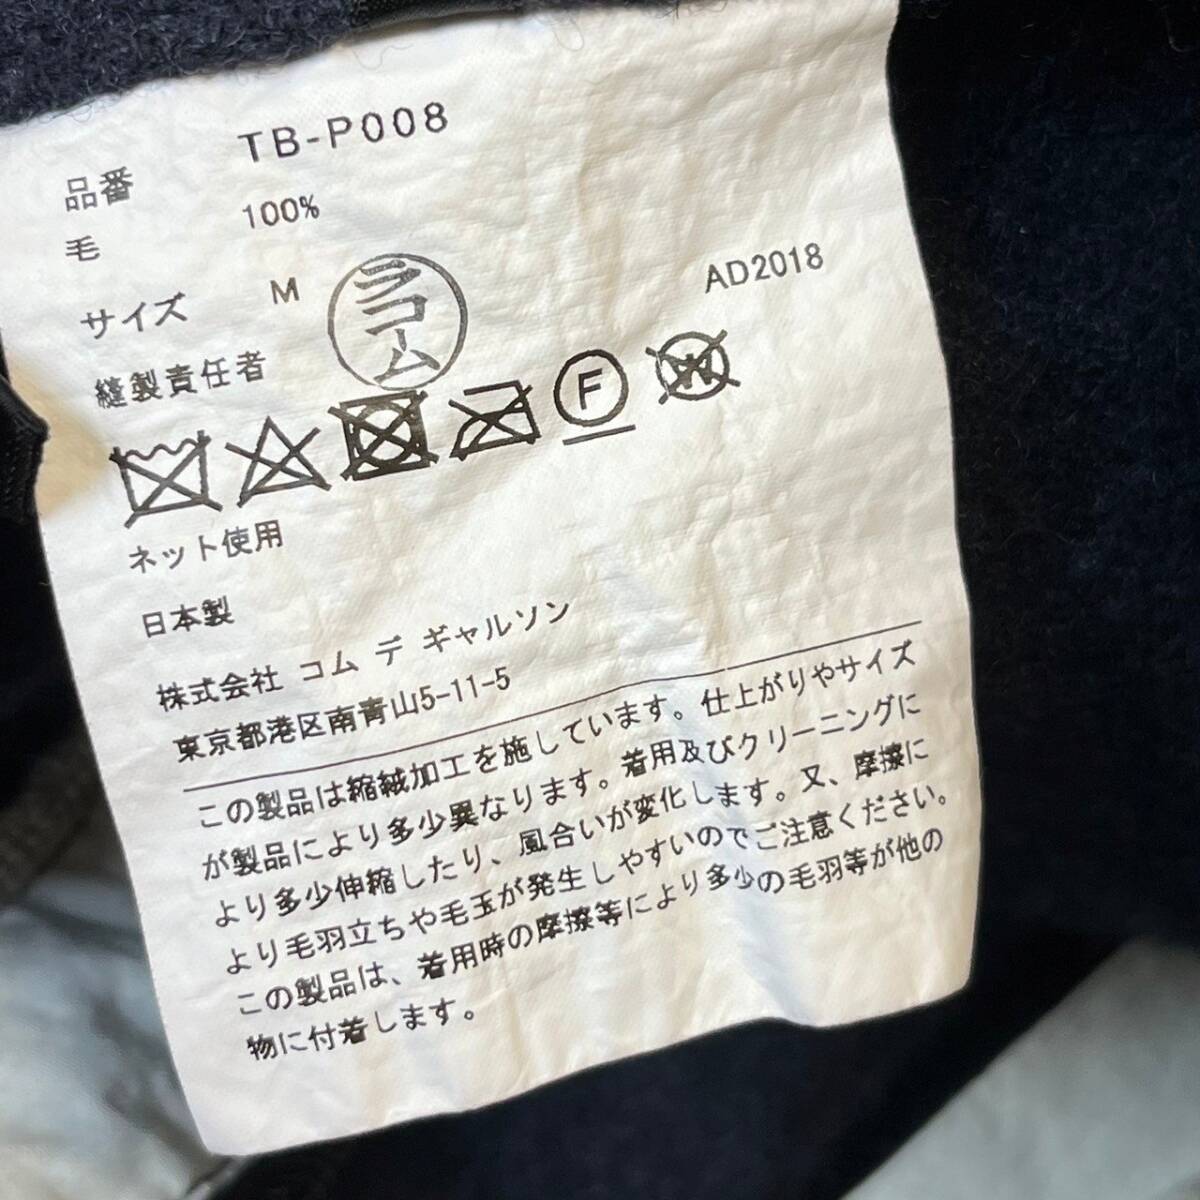 品番 TB-P008
毛 100%
サイズ M
ラコム
AD2018
縫製責任者
F
W
ネット使用
日本製
株式会社 コム デ ギャルソン
東京都港区南青山5-11-5
この製品は縮絨加工を施しています。仕上がりやサイズ
が製品により多少異なります。着用及びクリーニングに
より多少伸縮したり、風合いが変化します。又、摩擦に
より毛羽立ちや毛玉が発生しやすいのでご注意ください。
この製品は、着用時の摩擦等により多少の毛羽等が他の
物に付着します。